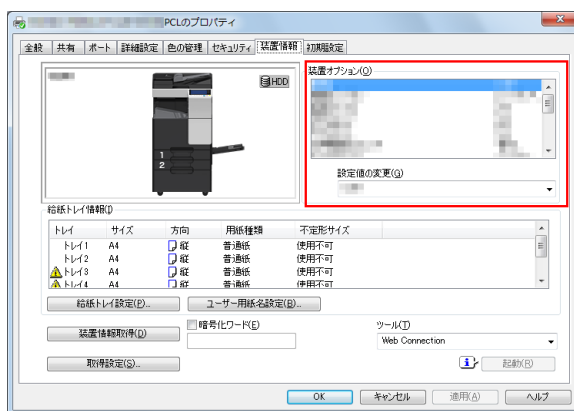 PCLのプロパティ
全般 共有 ポート 詳細設定 色の管理 セキュリティ 装置情報 初期設定
HDD
装置オプション(O)
1
2
設定値の変更(G)
給紙トレイ情報(I)
トレイ サイズ 方向 用紙種類 不定形サイズ
トレイ1 A4 縦 普通紙 使用不可
トレイ2 A4 縦 普通紙 使用不可
トレイ3 A4 縦 普通紙 使用不可
トレイ4 A4 縦 普通紙 使用不可
給紙トレイ設定(P)... ユーザー用紙名設定(B)...
装置情報取得(D) 暗号化ワード(E) ツール(T)
Web Connection
取得設定(S)... 起動(R)
OK キャンセル 適用(A) ヘルプ